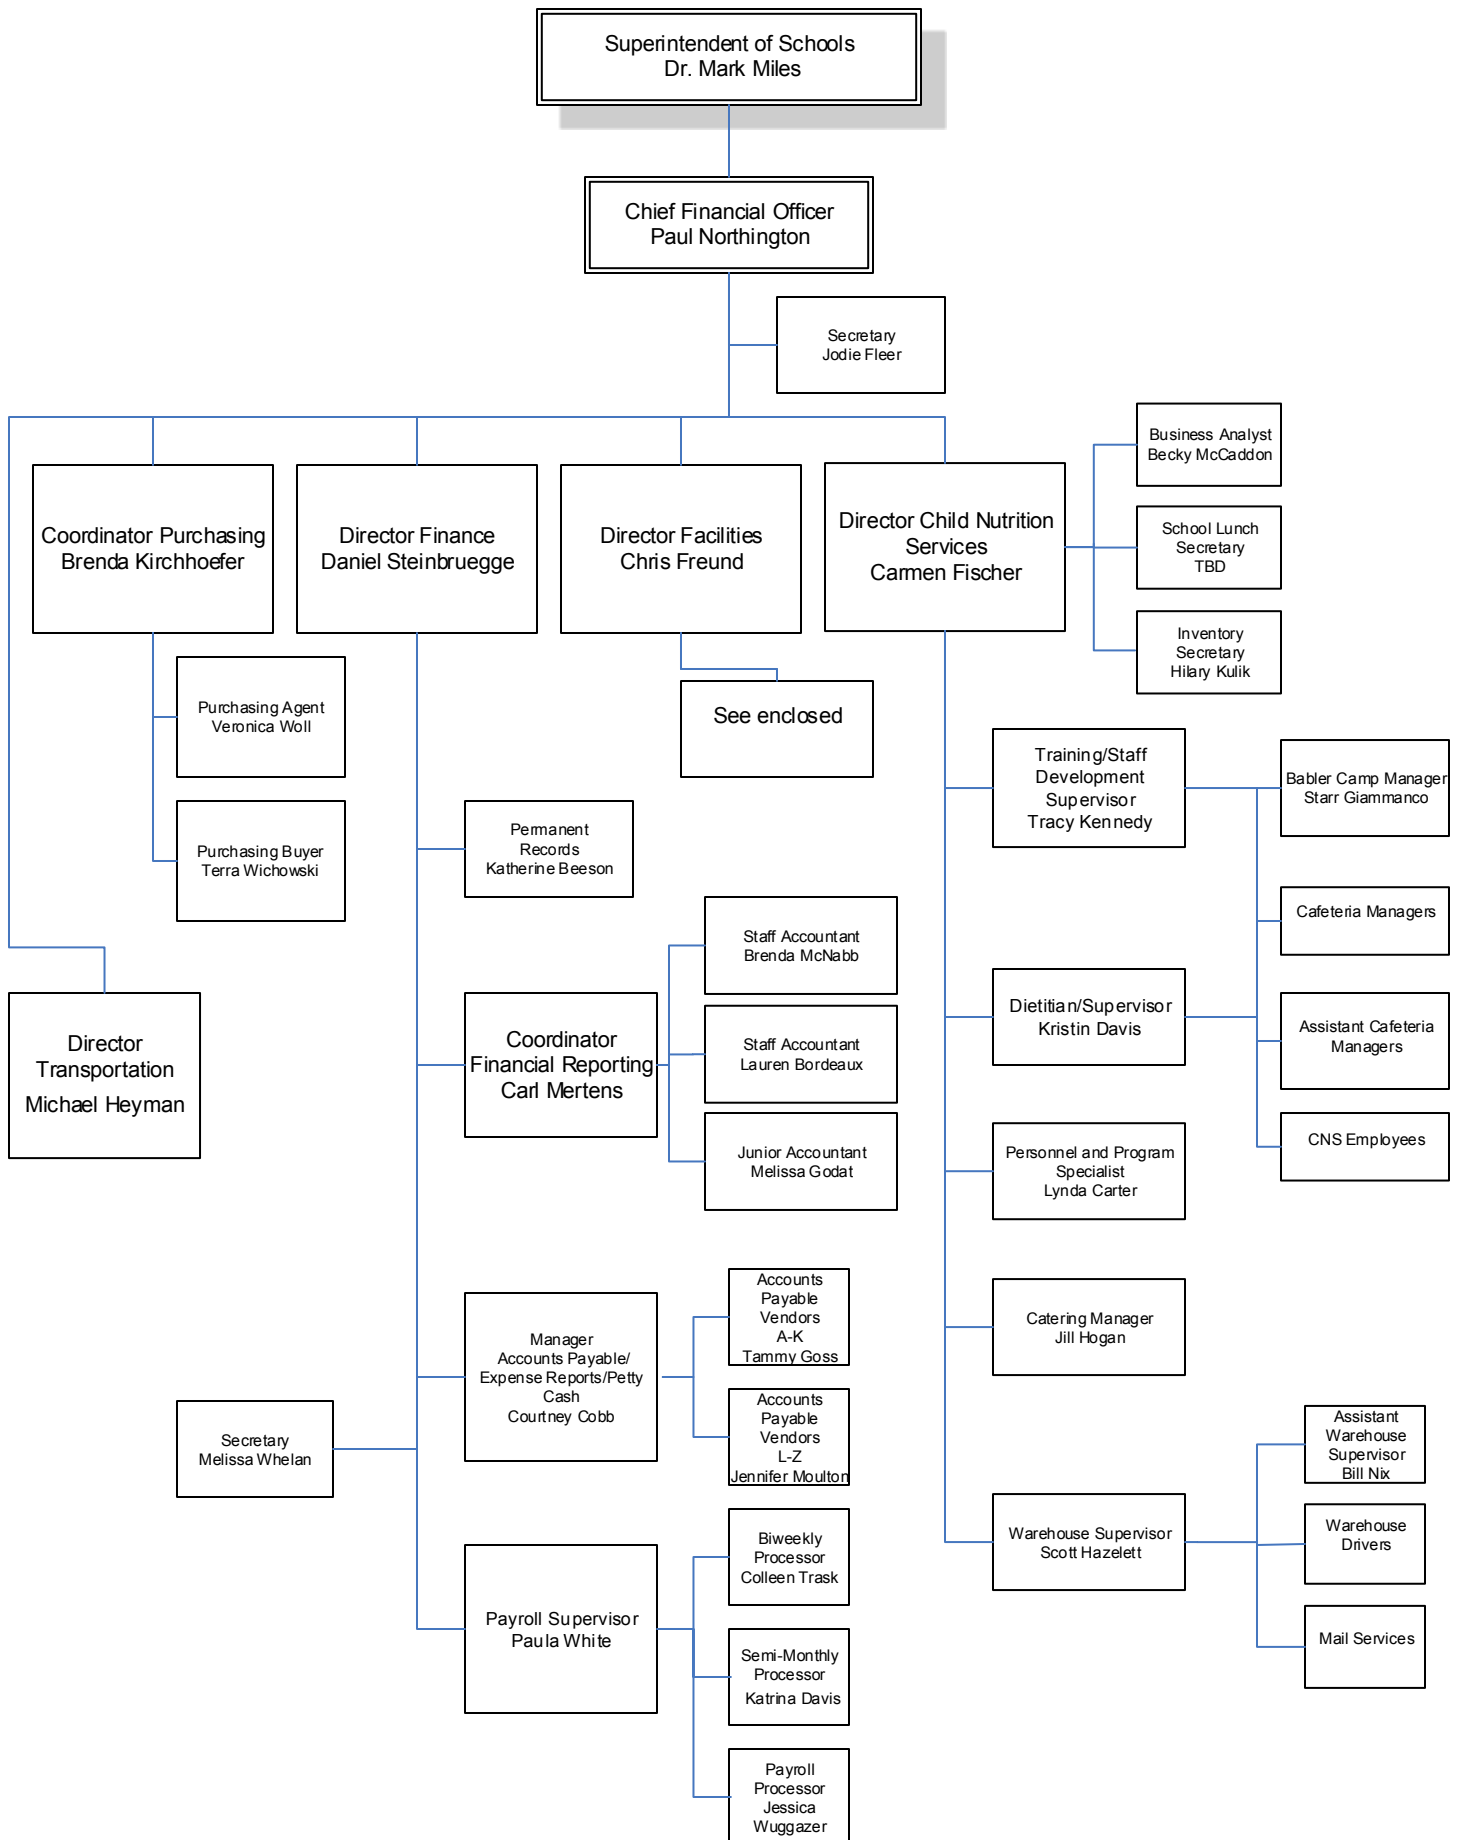 Superintendent of Schools
Dr. Mark Miles
Chief Financial Officer
Paul Northington
Secretary
Jodie Fleer
Coordinator Purchasing
Brenda Kirchhoefer
Director Finance
Daniel Steinbruegge
Director Facilities
Chris Freund
Director Child Nutrition
Services
Carmen Fischer
Business Analyst
Becky McCaddon
School Lunch
Secretary
TBD
Inventory
Secretary
Hilary Kulik
Purchasing Agent
Veronica Woll
Purchasing Buyer
Terra Wichowski
See enclosed
Director
Transportation
Michael Heyman
Permanent
Records
Katherine Beeson
Coordinator
Financial Reporting
Carl Mertens
Staff Accountant
Brenda McNabb
Staff Accountant
Lauren Bordeaux
Junior Accountant
Melissa Godat
Manager
Accounts Payable/
Expense Reports/Petty
Cash
Courtney Cobb
Accounts
Payable
Vendors
A-K
Tammy Goss
Accounts
Payable
Vendors
L-Z
Jennifer Moulton
Secretary
Melissa Whelan
Payroll Supervisor
Paula White
Biweekly
Processor
Colleen Trask
Semi-Monthly
Processor
Katrina Davis
Payroll
Processor
Jessica
Wuggazer
Training/Staff
Development
Supervisor
Tracy Kennedy
Babler Camp Manager
Starr Giammanco
Cafeteria Managers
Dietitian/Supervisor
Kristin Davis
Assistant Cafeteria
Managers
CNS Employees
Personnel and Program
Specialist
Lynda Carter
Catering Manager
Jill Hogan
Warehouse Supervisor
Scott Hazelett
Assistant
Warehouse
Supervisor
Bill Nix
Warehouse
Drivers
Mail Services